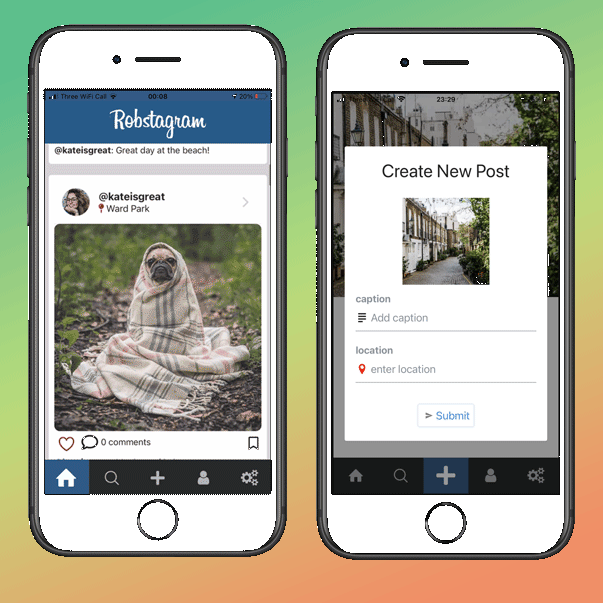 Three WiFi Call
00:08
20%
Robstagram
@kateisgreat: Great day at the beach!
@kateisgreat
Ward Park
0 comments
23:29
Create New Post
caption
Add caption
location
enter location
Submit